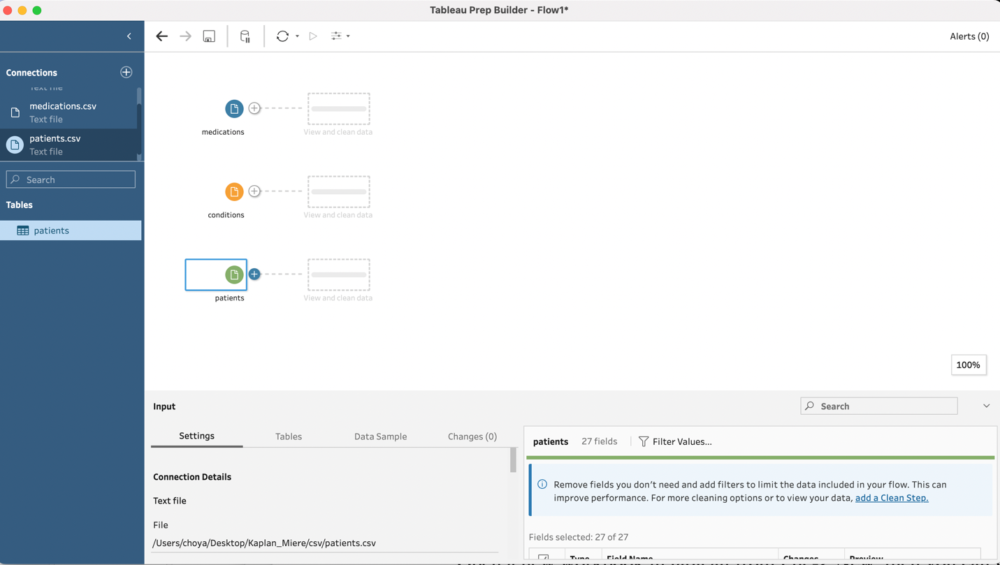 Tableau Prep Builder - Flow1*
Alerts (0)
Connections
Text file
medications.csv
Text file
patients.csv
Text file
Search
Tables
patients
medications
View and clean data
conditions
View and clean data
patients
View and clean data
100%
Input
Search
Settings
Tables
Data Sample
Changes (0)
Connection Details
Text file
File
/Users/choya/Desktop/Kaplan_Miere/csv/patients.csv
patients
27 fields
Filter Values...
Remove fields you don't need and add filters to limit the data included in your flow. This can
improve performance. For more cleaning options or to view your data, add a Clean Step.
Fields selected: 27 of 27
Type
Field Name
Changes
Preview